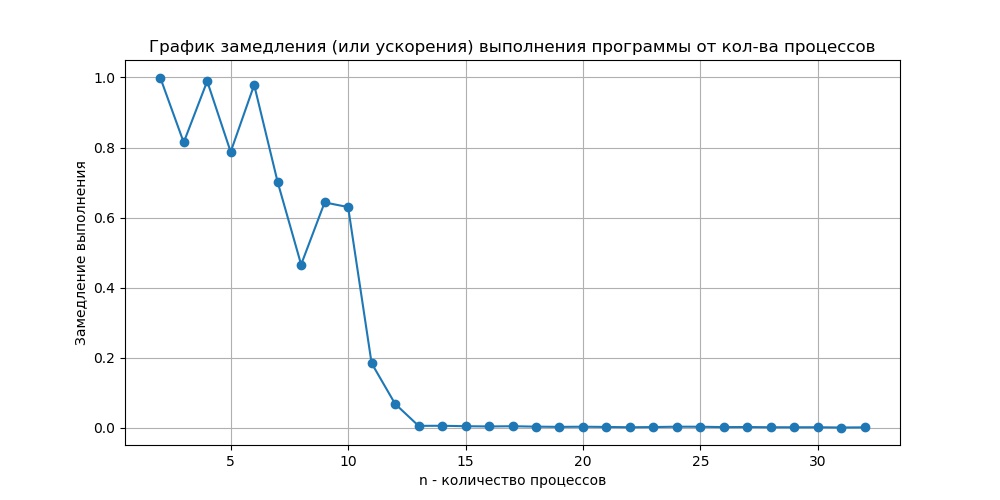 График замедления (или ускорения) выполнения программы от кол-ва процессов
Замедление выполнения
1.0
0.8
0.6
0.4
0.2
0.0
5 10 15 20 25 30
n - количество процессов